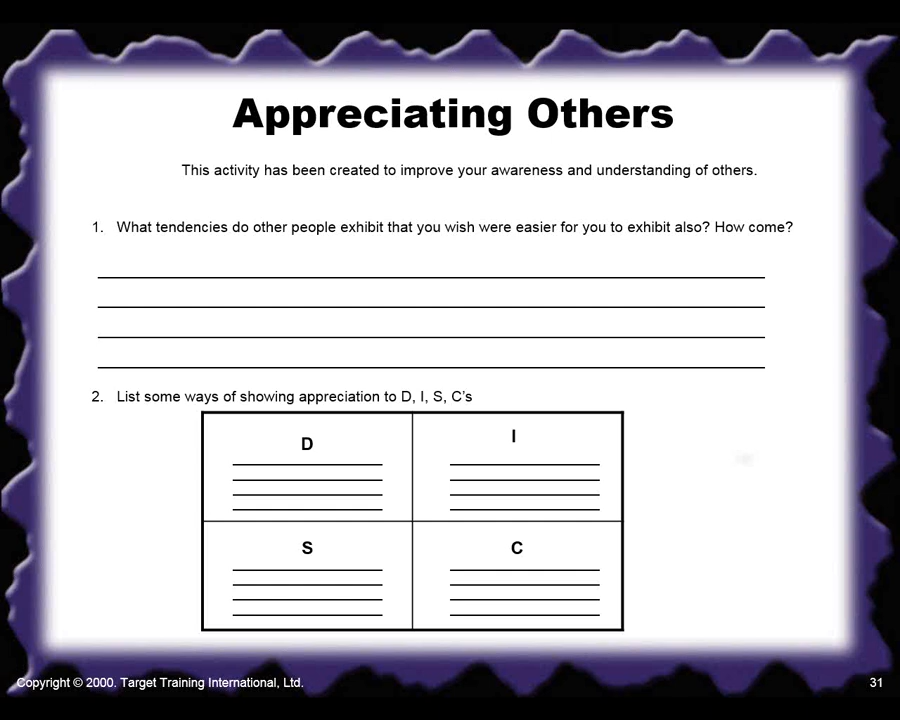 Appreciating Others
This activity has been created to improve your awareness and understanding of others.
1. What tendencies do other people exhibit that you wish were easier for you to exhibit also? How come?
2. List some ways of showing appreciation to D, I, S, C's
D
I
S
C
Copyright © 2000. Target Training International, Ltd.
31